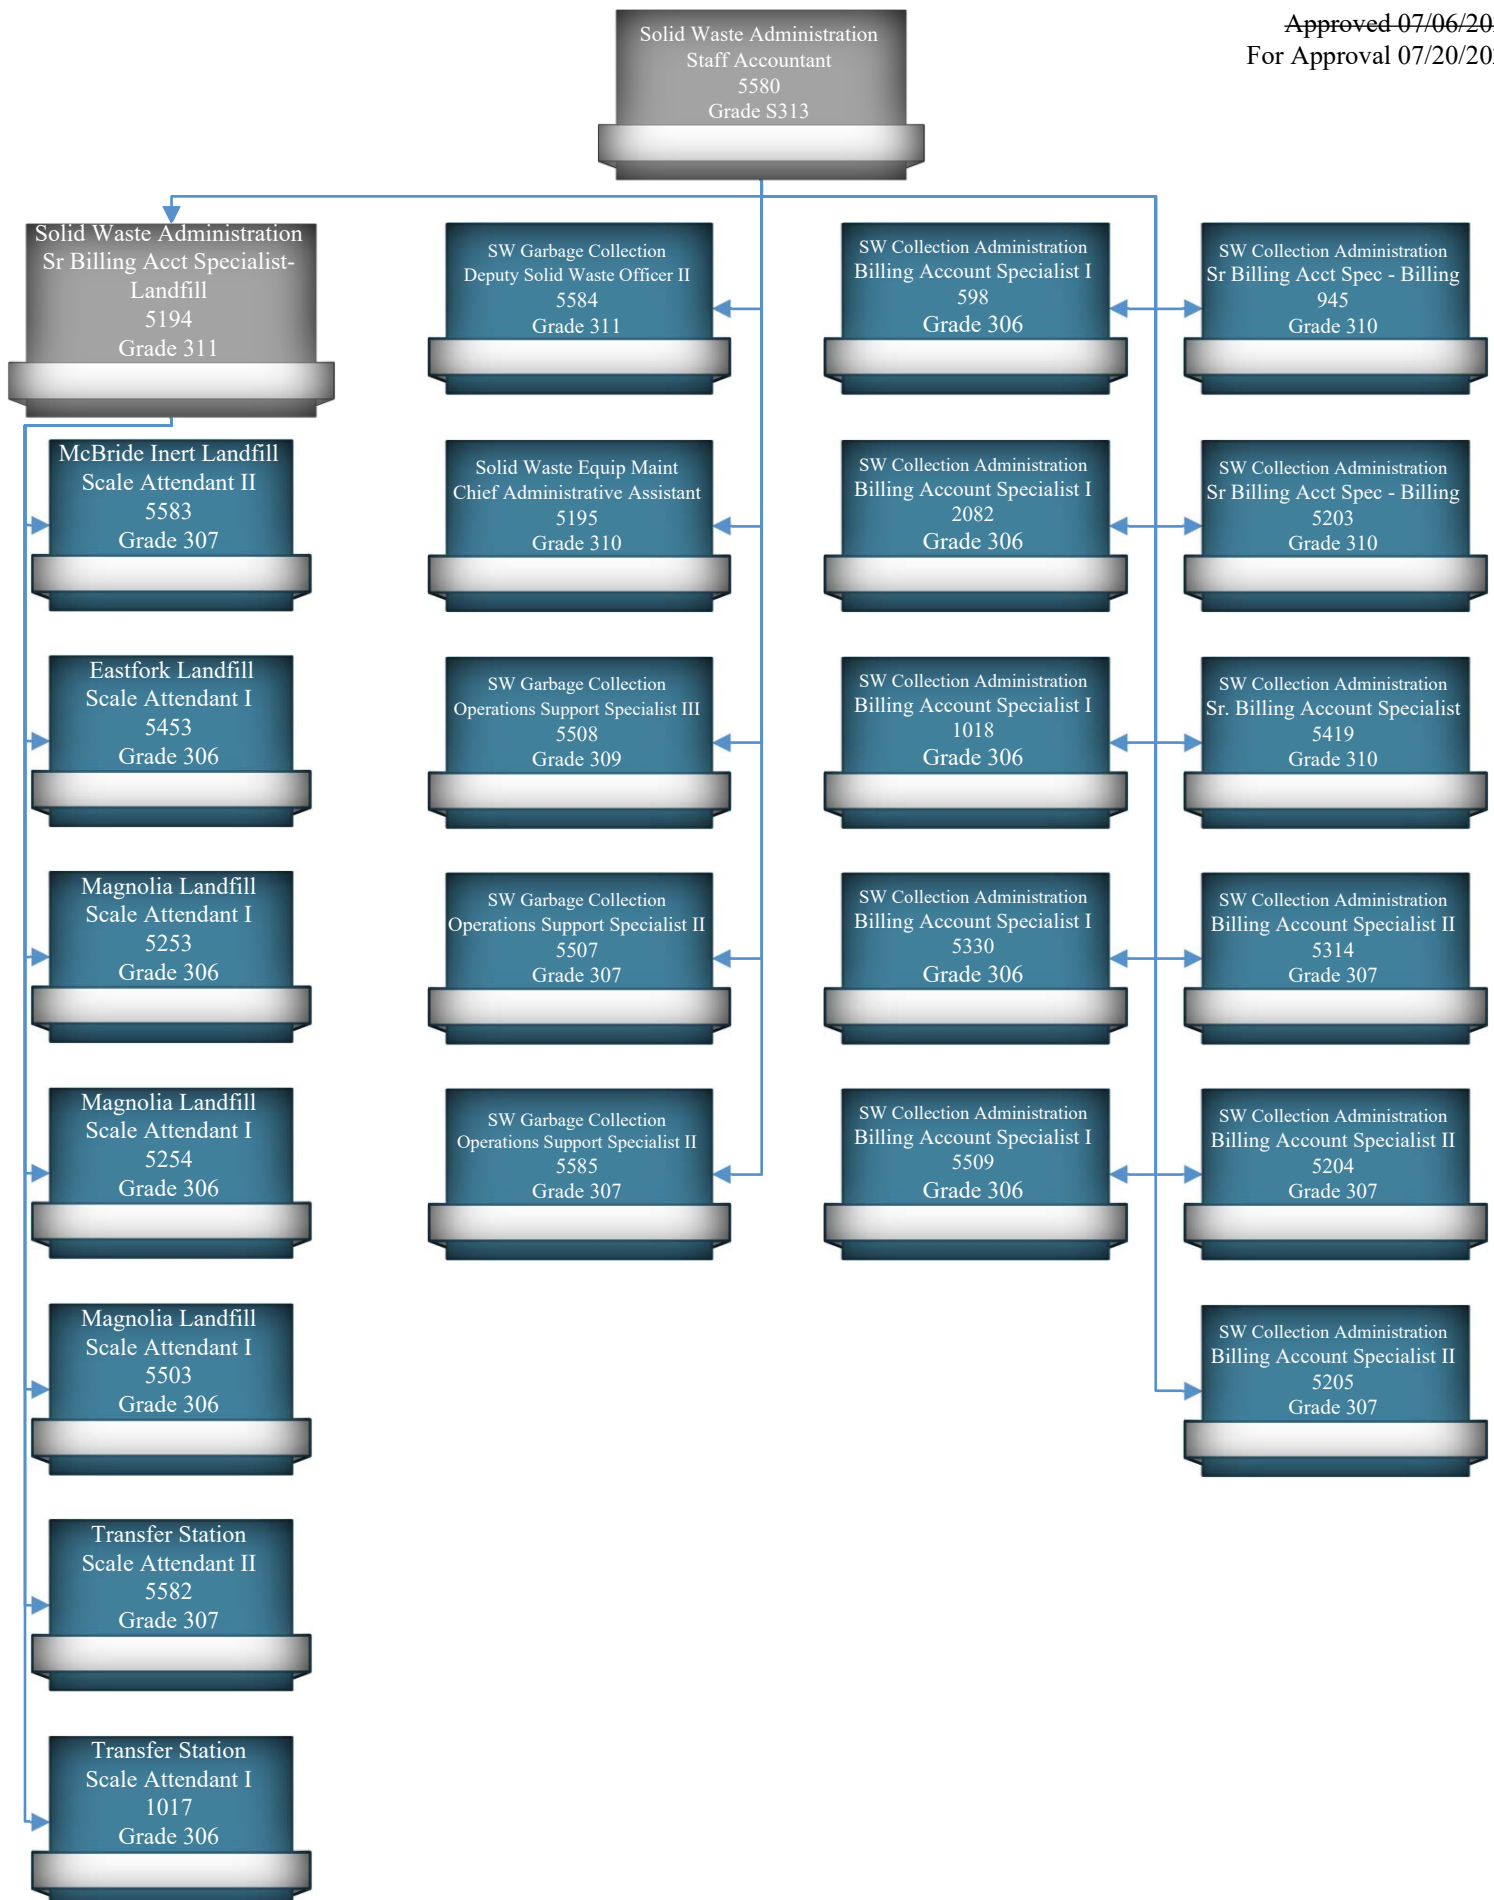 Approved 07/06/20
For Approval 07/20/20
Solid Waste Administration
Staff Accountant
5580
Grade S313
Solid Waste Administration
Sr Billing Acct Specialist-
Landfill
5194
Grade 311
McBride Inert Landfill
Scale Attendant II
5583
Grade 307
Eastfork Landfill
Scale Attendant I
5453
Grade 306
Magnolia Landfill
Scale Attendant I
5253
Grade 306
Magnolia Landfill
Scale Attendant I
5254
Grade 306
Magnolia Landfill
Scale Attendant I
5503
Grade 306
Transfer Station
Scale Attendant II
5582
Grade 307
Transfer Station
Scale Attendant I
1017
Grade 306
SW Garbage Collection
Deputy Solid Waste Officer II
5584
Grade 311
Solid Waste Equip Maint
Chief Administrative Assistant
5195
Grade 310
SW Garbage Collection
Operations Support Specialist III
5508
Grade 309
SW Garbage Collection
Operations Support Specialist II
5507
Grade 307
SW Garbage Collection
Operations Support Specialist II
5585
Grade 307
SW Collection Administration
Billing Account Specialist I
598
Grade 306
SW Collection Administration
Billing Account Specialist I
2082
Grade 306
SW Collection Administration
Billing Account Specialist I
1018
Grade 306
SW Collection Administration
Billing Account Specialist I
5330
Grade 306
SW Collection Administration
Billing Account Specialist I
5509
Grade 306
SW Collection Administration
Sr Billing Acct Spec - Billing
945
Grade 310
SW Collection Administration
Sr Billing Acct Spec - Billing
5203
Grade 310
SW Collection Administration
Sr. Billing Account Specialist
5419
Grade 310
SW Collection Administration
Billing Account Specialist II
5314
Grade 307
SW Collection Administration
Billing Account Specialist II
5204
Grade 307
SW Collection Administration
Billing Account Specialist II
5205
Grade 307